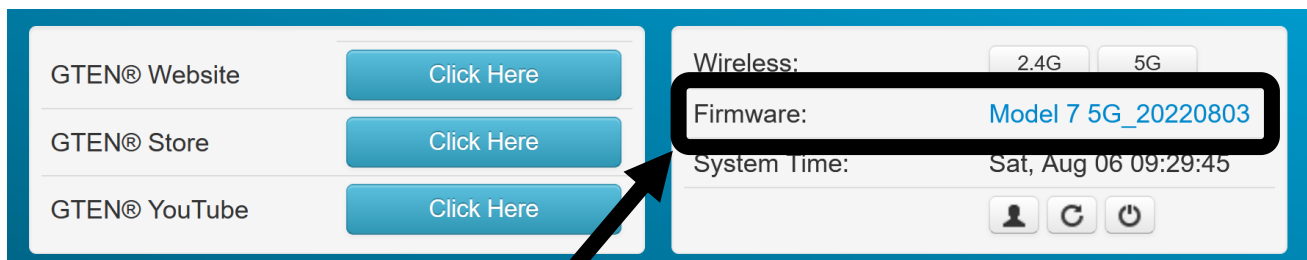 GTEN® Website
Click Here
GTEN® Store
Click Here
GTEN® YouTube
Click Here
Wireless:
2.4G
5G
Firmware:
Model 7 5G_20220803
System Time:
Sat, Aug 06 09:29:45